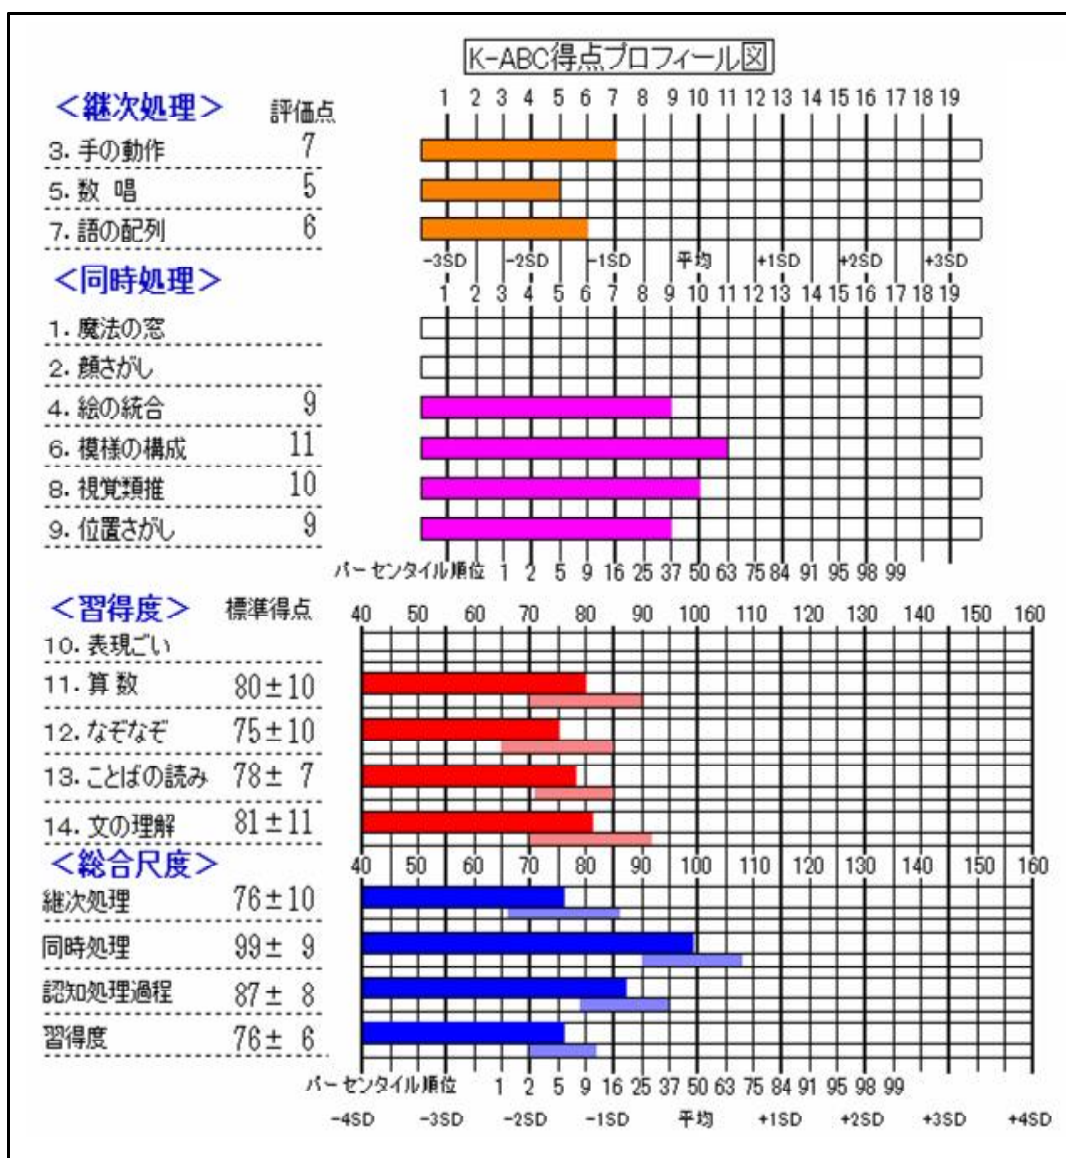 K-ABC得点プロフィール図
＜継次処理＞ 評価点 1 2 3 4 5 6 7 8 9 10 11 12 13 14 15 16 17 18 19
3. 手の動作 7
5. 数 唱 5
7. 語の配列 6
-3SD -2SD -1SD 平均 +1SD +2SD +3SD
＜同時処理＞ 1 2 3 4 5 6 7 8 9 10 11 12 13 14 15 16 17 18 19
1. 魔法の窓
2. 顔さがし
4. 絵の統合 9
6. 模様の構成 11
8. 視覚類推 10
9. 位置さがし 9
パーセンタイル順位 1 2 5 9 16 25 37 50 63 75 84 91 95 98 99
＜習得度＞ 標準得点 40 50 60 70 80 90 100 110 120 130 140 150 160
10. 表現ごい
11. 算数 80±10
12. なぞなぞ 75±10
13. ことばの読み 78± 7
14. 文の理解 81±11
＜総合尺度＞ 40 50 60 70 80 90 100 110 120 130 140 150 160
継次処理 76±10
同時処理 99± 9
認知処理過程 87± 8
習得度 76± 6
パーセンタイル順位 1 2 5 9 16 25 37 50 63 75 84 91 95 98 99
-4SD -3SD -2SD -1SD 平均 +1SD +2SD +3SD +4SD